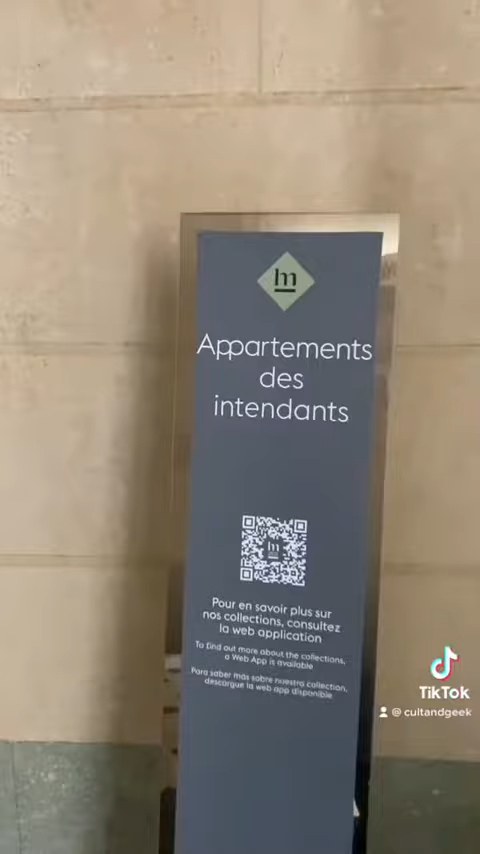 hm
Appartements
des
intendants
hm
Pour en savoir plus sur
nos collections, consultez
la web application
To find out more about the collections,
a Web App is available
Para saber más sobre nuestra collection,
descargue la web app disponible
TikTok
@ cultandgeek